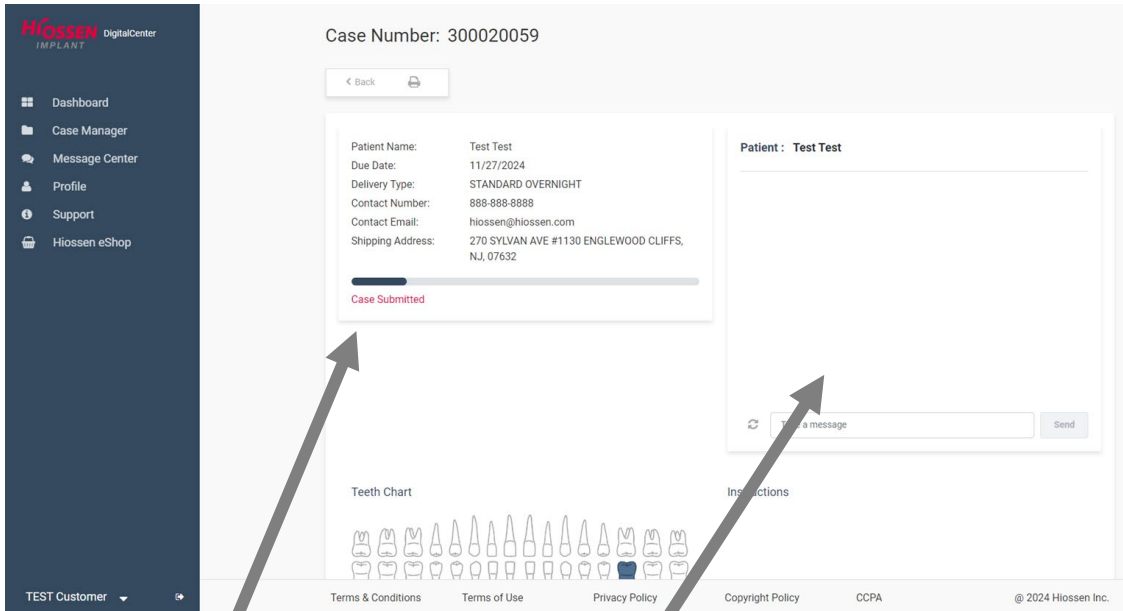 HIOSSEN DigitalCenter
IMPLANT
Dashboard
Case Manager
Message Center
Profile
Support
Hiossen eShop
TEST Customer
Case Number: 300020059
Back
Patient Name: Test Test
Due Date: 11/27/2024
Delivery Type: STANDARD OVERNIGHT
Contact Number: 888-888-8888
Contact Email: hiossen@hiossen.com
Shipping Address: 270 SYLVAN AVE #1130 ENGLEWOOD CLIFFS,
NJ, 07632
Case Submitted
Patient : Test Test
a message
Send
Teeth Chart
Terms & Conditions Terms of Use Privacy Policy Copyright Policy CCPA @ 2024 Hiossen Inc.